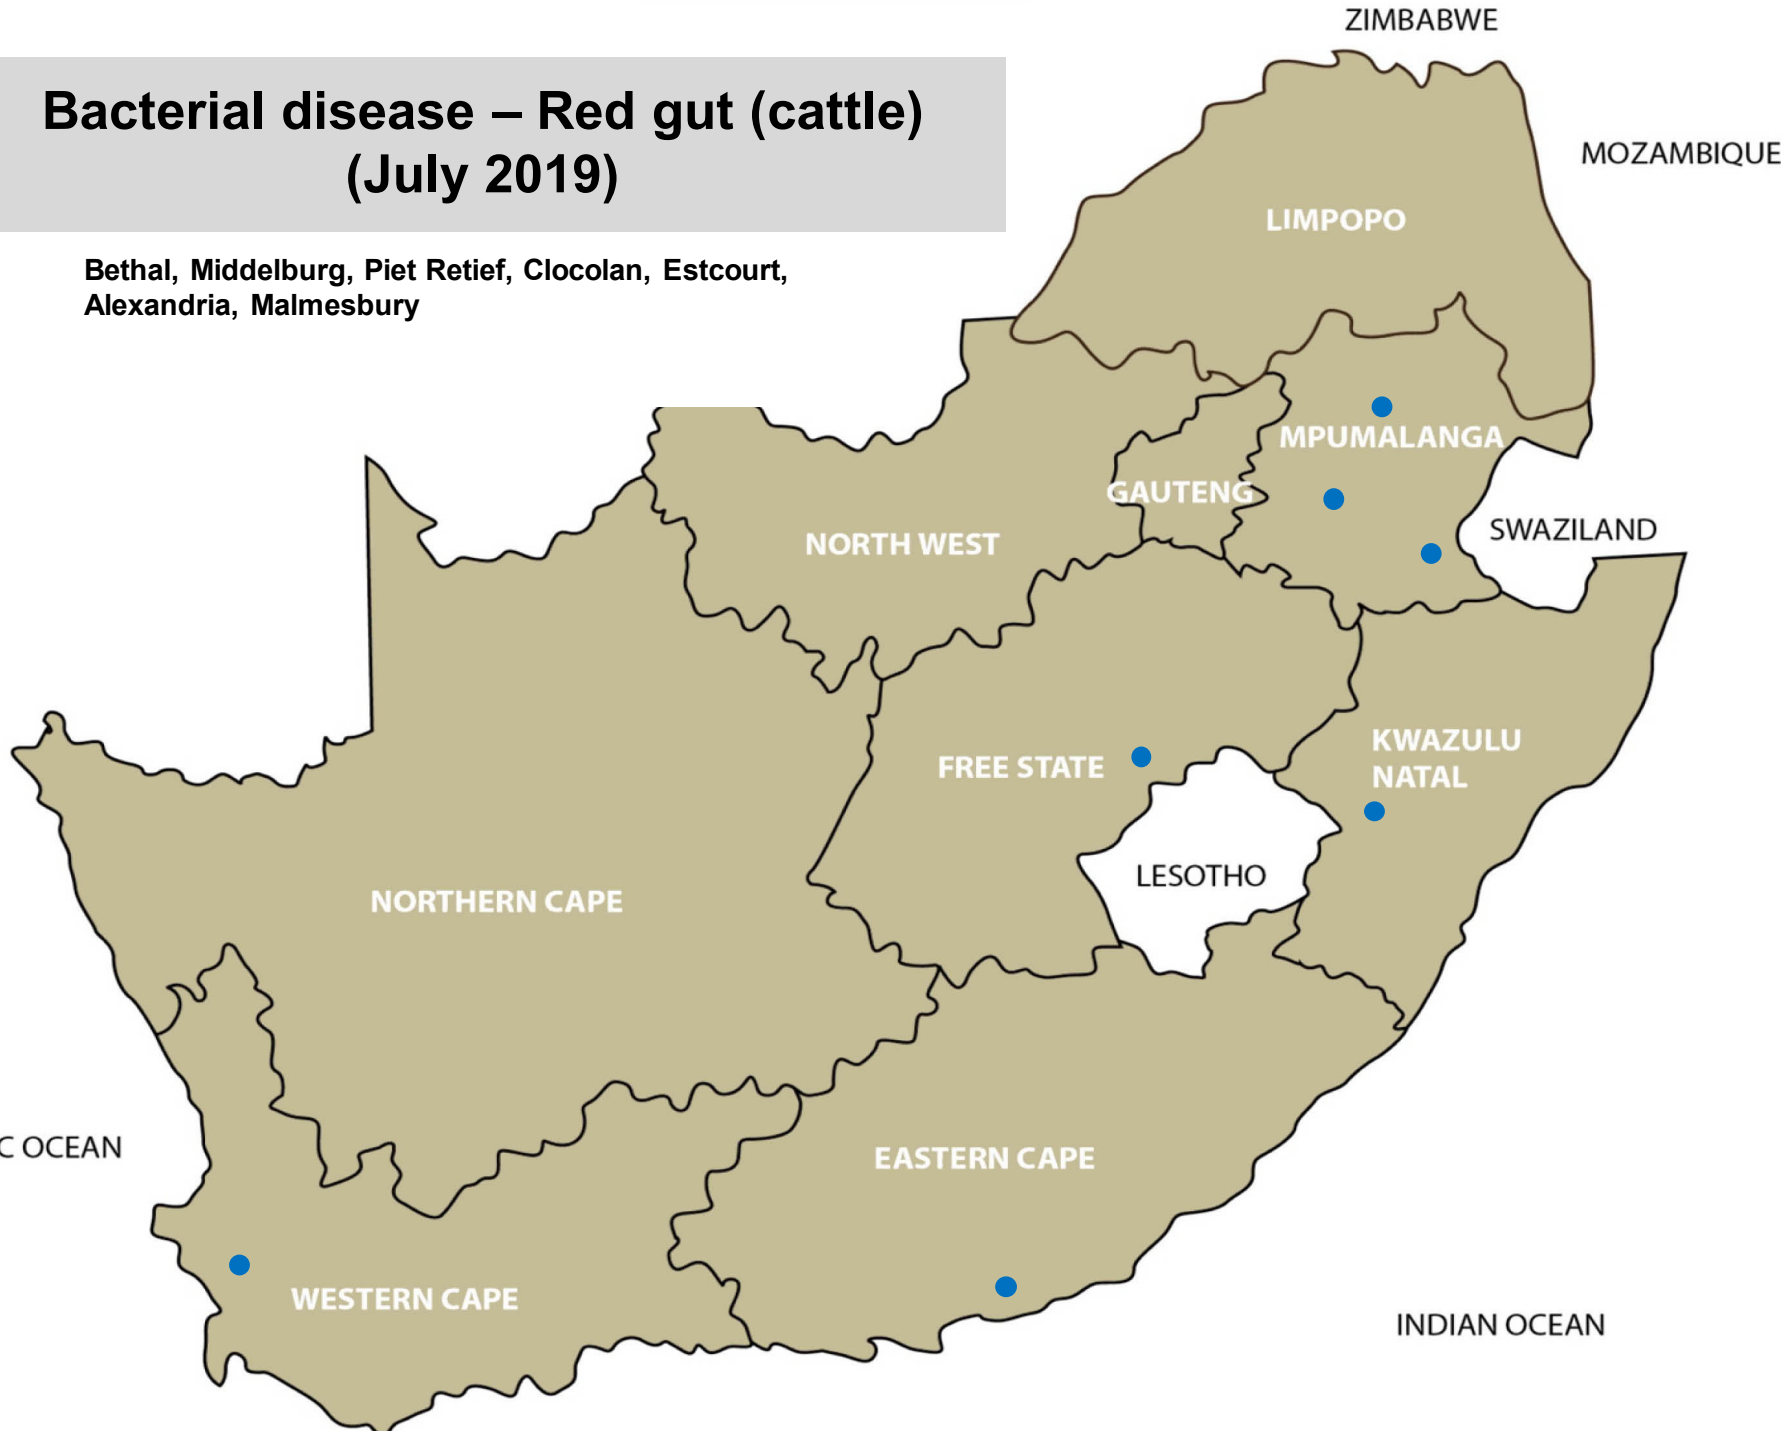 ZIMBABWE
Bacterial disease – Red gut (cattle)
(July 2019)
MOZAMBIQUE
LIMPOPO
Bethal, Middelburg, Piet Retief, Clocolan, Estcourt,
Alexandria, Malmesbury
MPUMALANGA
GAUTENG
SWAZILAND
NORTH WEST
KWAZULU
NATAL
FREE STATE
LESOTHO
NORTHERN CAPE
C OCEAN
EASTERN CAPE
WESTERN CAPE
INDIAN OCEAN